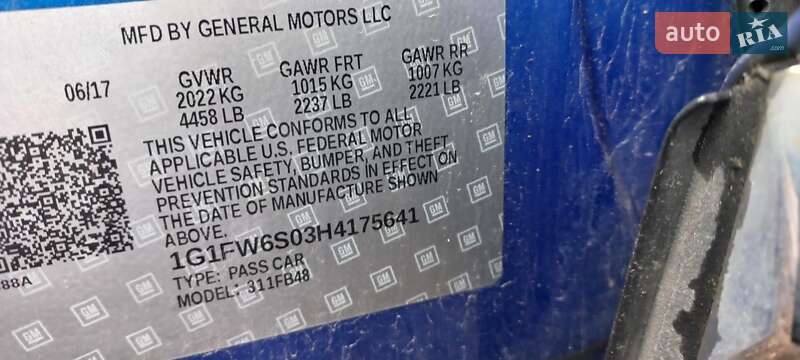 MFD BY GENERAL MOTORS LLC
auto RIA
06/17 GVWR GAWR FRT GAWR RR
2022 KG 1015 KG 1007 KG
4458 LB 2237 LB 2221 LB
THIS VEHICLE CONFORMS TO ALL
APPLICABLE U.S. FEDERAL MOTOR
VEHICLE SAFETY, BUMPER, AND THEFT
PREVENTION STANDARDS IN EFFECT ON
THE DATE OF MANUFACTURE SHOWN
ABOVE.
1G1FW6S03H4175641
88A
TYPE: PASS CAR
MODEL: 311FB48
GM